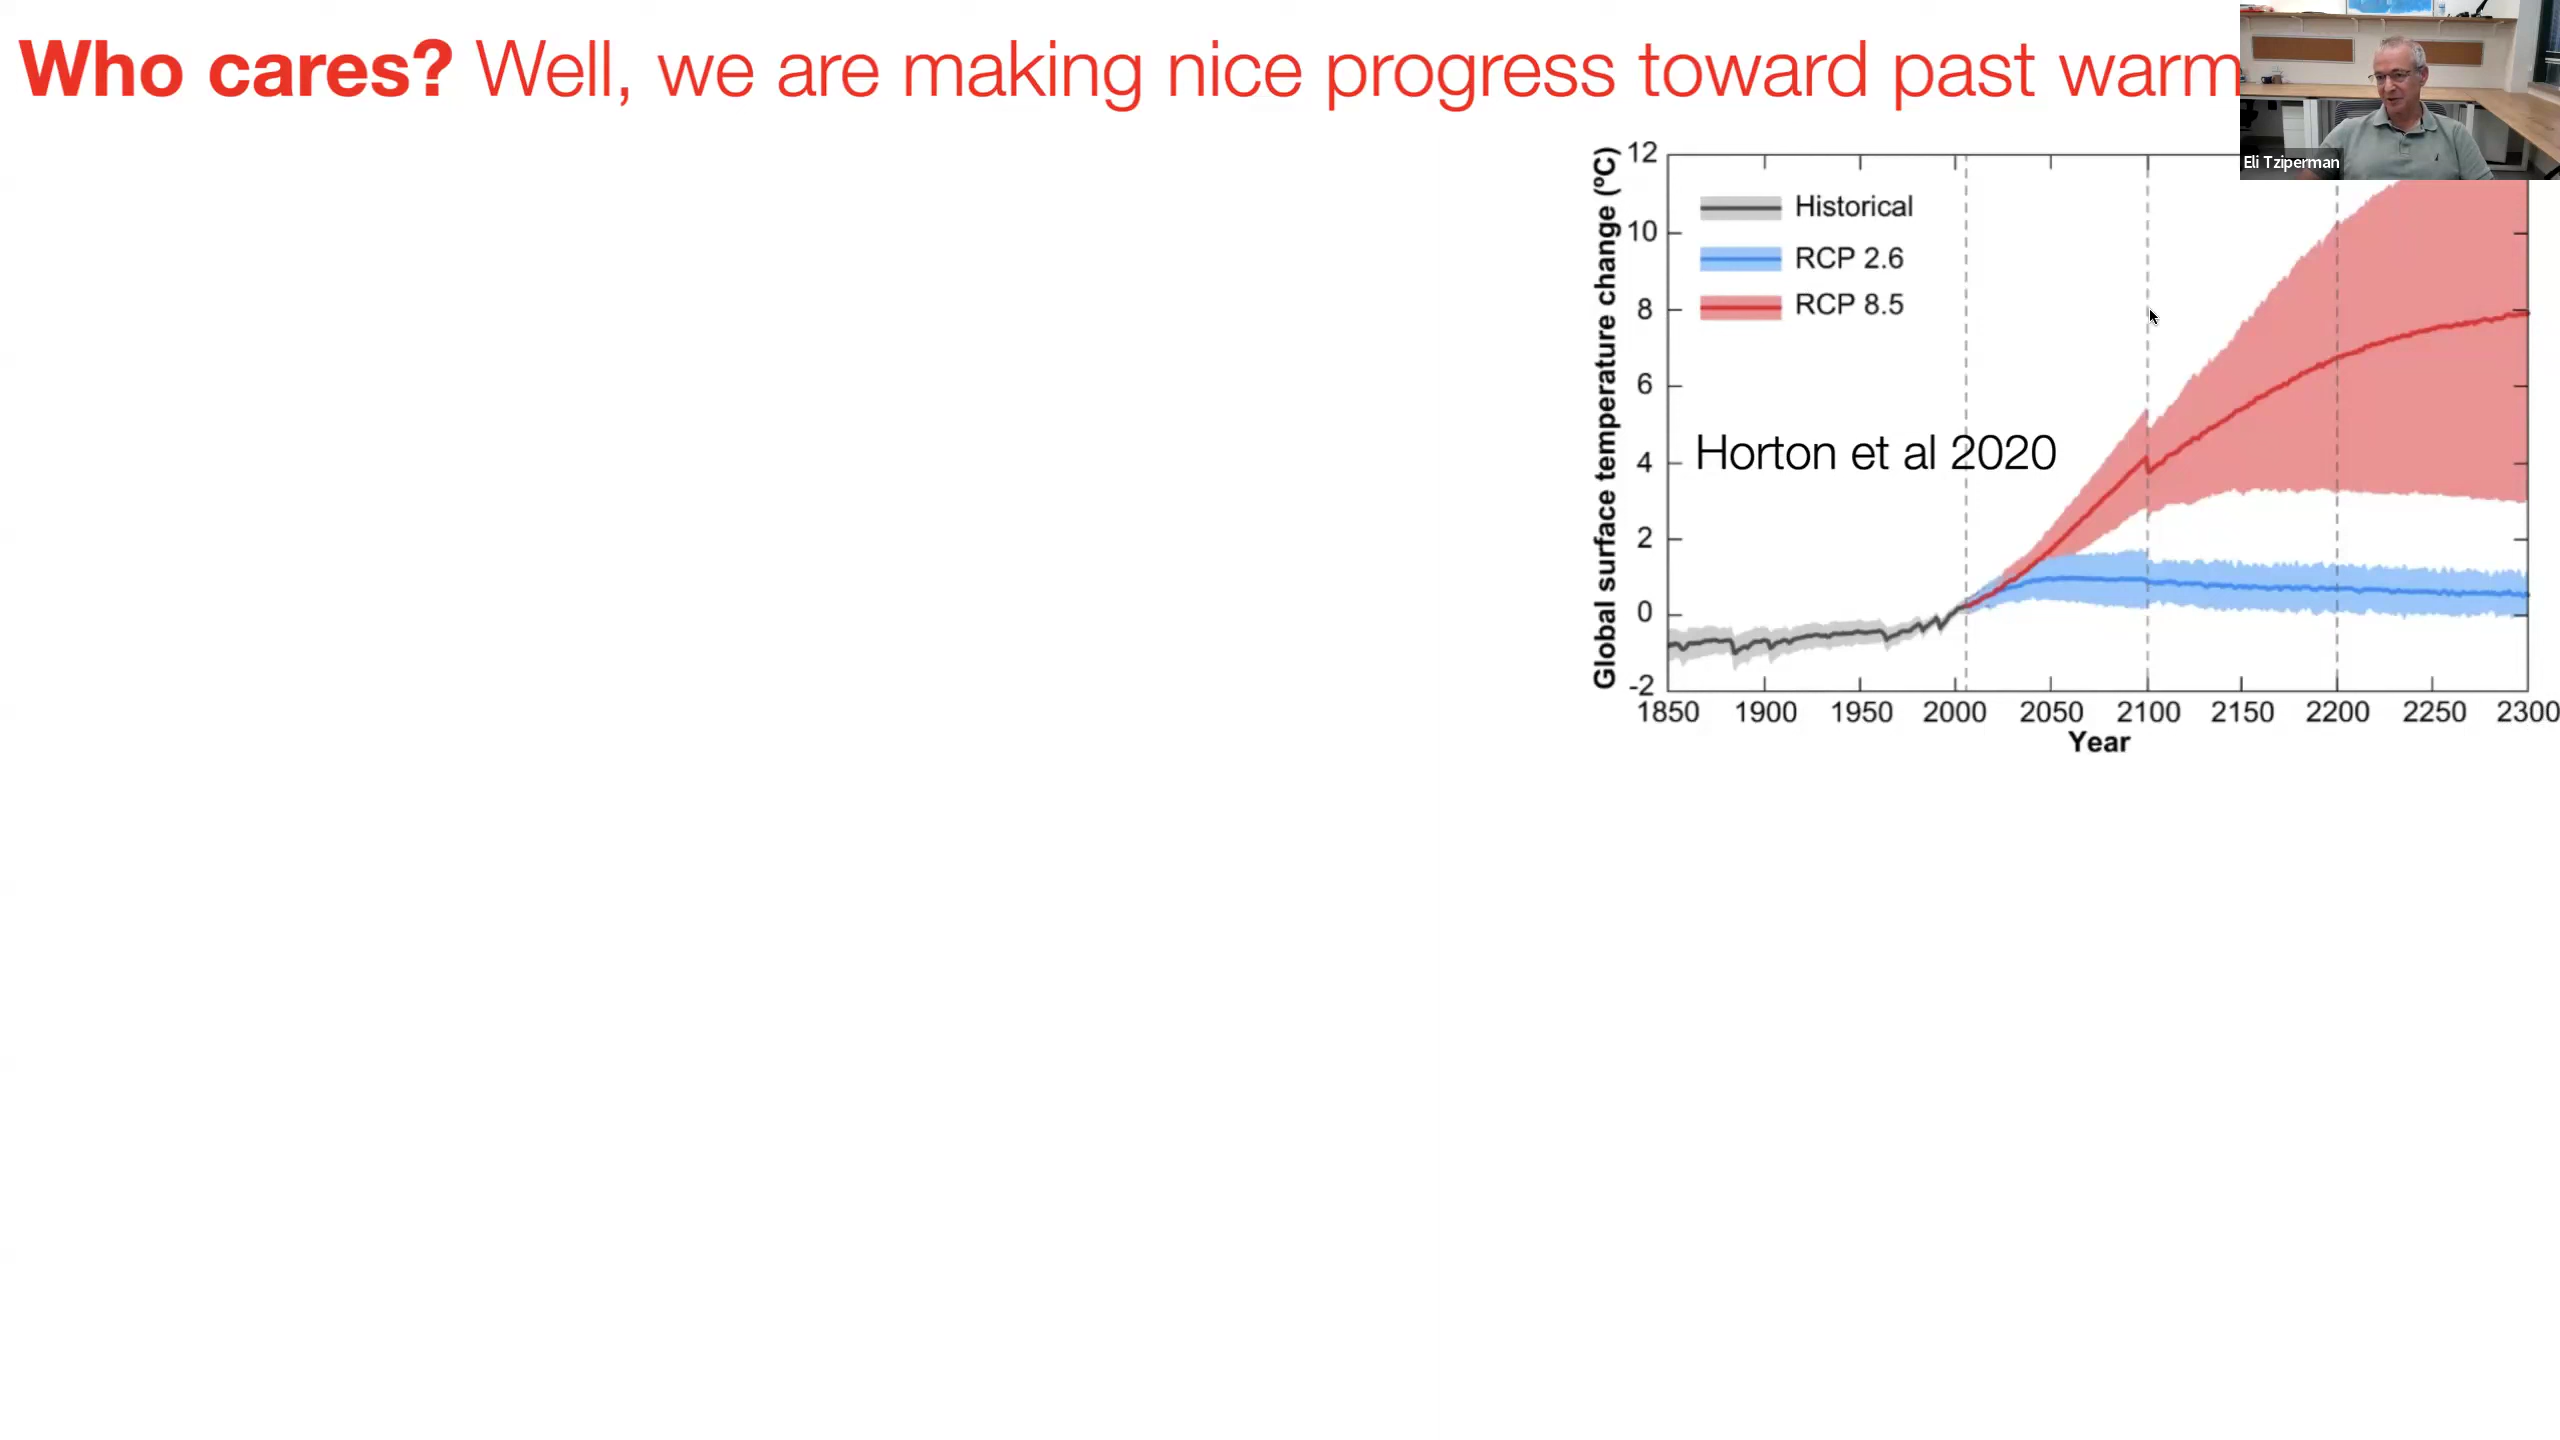 Who cares? Well, we are making nice progress toward past warm
Eli Tziperman
Global surface temperature change (ºC)
12
10
8
6
4
2
0
-2
Historical
RCP 2.6
RCP 8.5
Horton et al 2020
1850 1900 1950 2000 2050 2100 2150 2200 2250 2300
Year